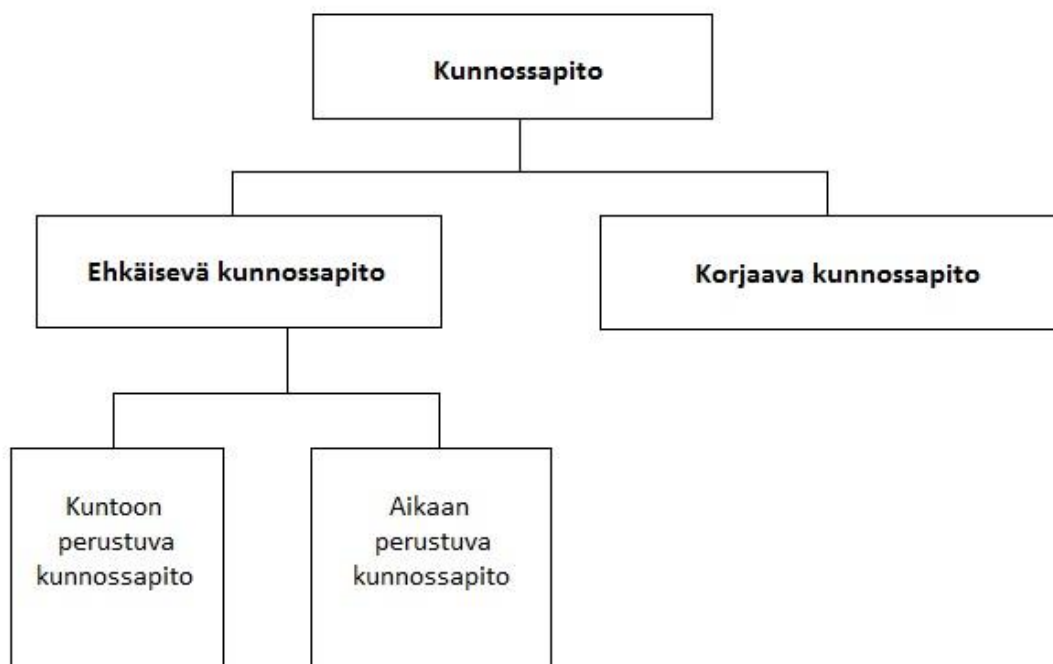 Kunnossapito
Ehkäisevä kunnossapito
Korjaava kunnossapito
Kuntoon
perustuva
kunnossapito
Aikaan
perustuva
kunnossapito